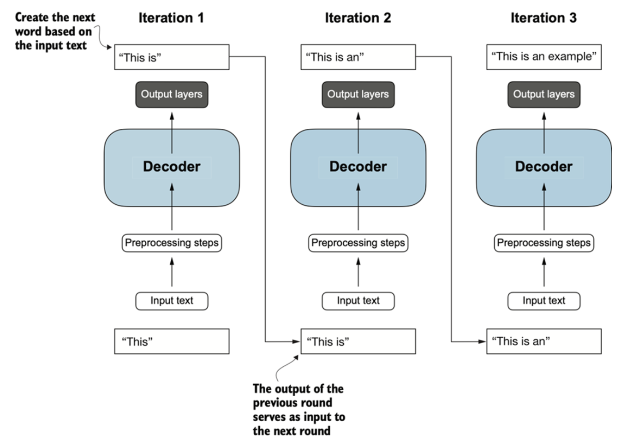 Create the next
word based on
the input text
Iteration 1
Iteration 2
Iteration 3
“This is”
“This is an”
“This is an example”
Output layers
Output layers
Output layers
Decoder
Decoder
Decoder
Preprocessing steps
Preprocessing steps
Preprocessing steps
Input text
Input text
Input text
“This”
“This is”
“This is an”
The output of the
previous round
serves as input to
the next round